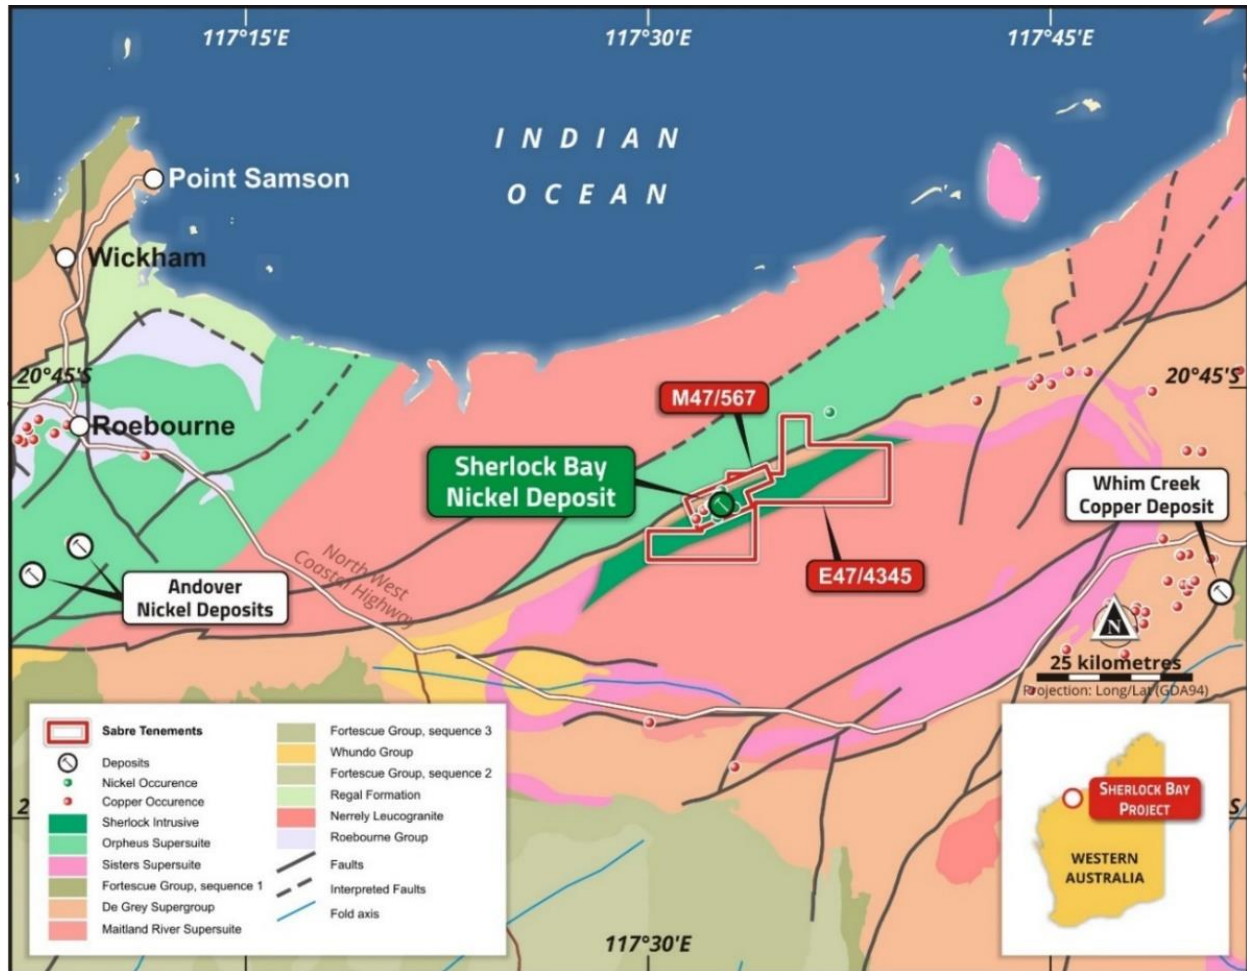 117°15'E
117°30'E
117°45'E
INDIAN
OCEAN
Point Samson
Wickham
20°45'S
20°45'S
M47/567
Roebourne
Sherlock Bay
Nickel Deposit
Whim Creek
Copper Deposit
E47/4345
Andover
Nickel Deposits
North West
Coastal Highway
N
25 kilometres
Projection: Long/Lat (GDA94)
Sabre Tenements
Deposits
Nickel Occurence
Copper Occurence
Sherlock Intrusive
Orpheus Supersuite
Sisters Supersuite
Fortescue Group, sequence 1
De Grey Supergroup
Maitland River Supersuite
Fortescue Group, sequence 3
Whundo Group
Fortescue Group, sequence 2
Regal Formation
Nerrely Leucogranite
Roebourne Group
Faults
Interpreted Faults
Fold axis
2
S
117°30'E
SHERLOCK BAY
PROJECT
WESTERN
AUSTRALIA